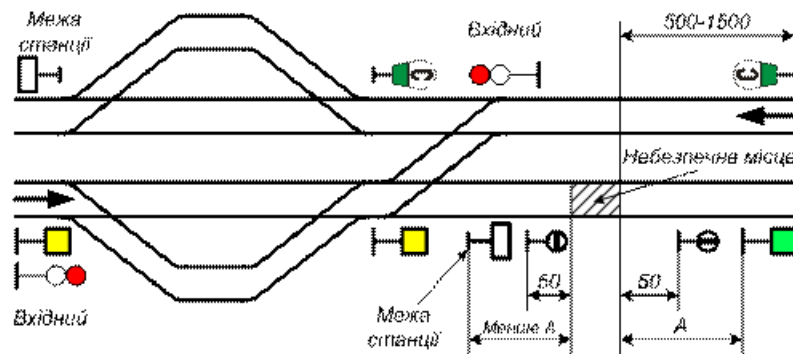 Межа
станції
Вхідний
500-1500
С
С
Небезпечне місце
50
50
Вхідний
Межа
станції
Менше А
А